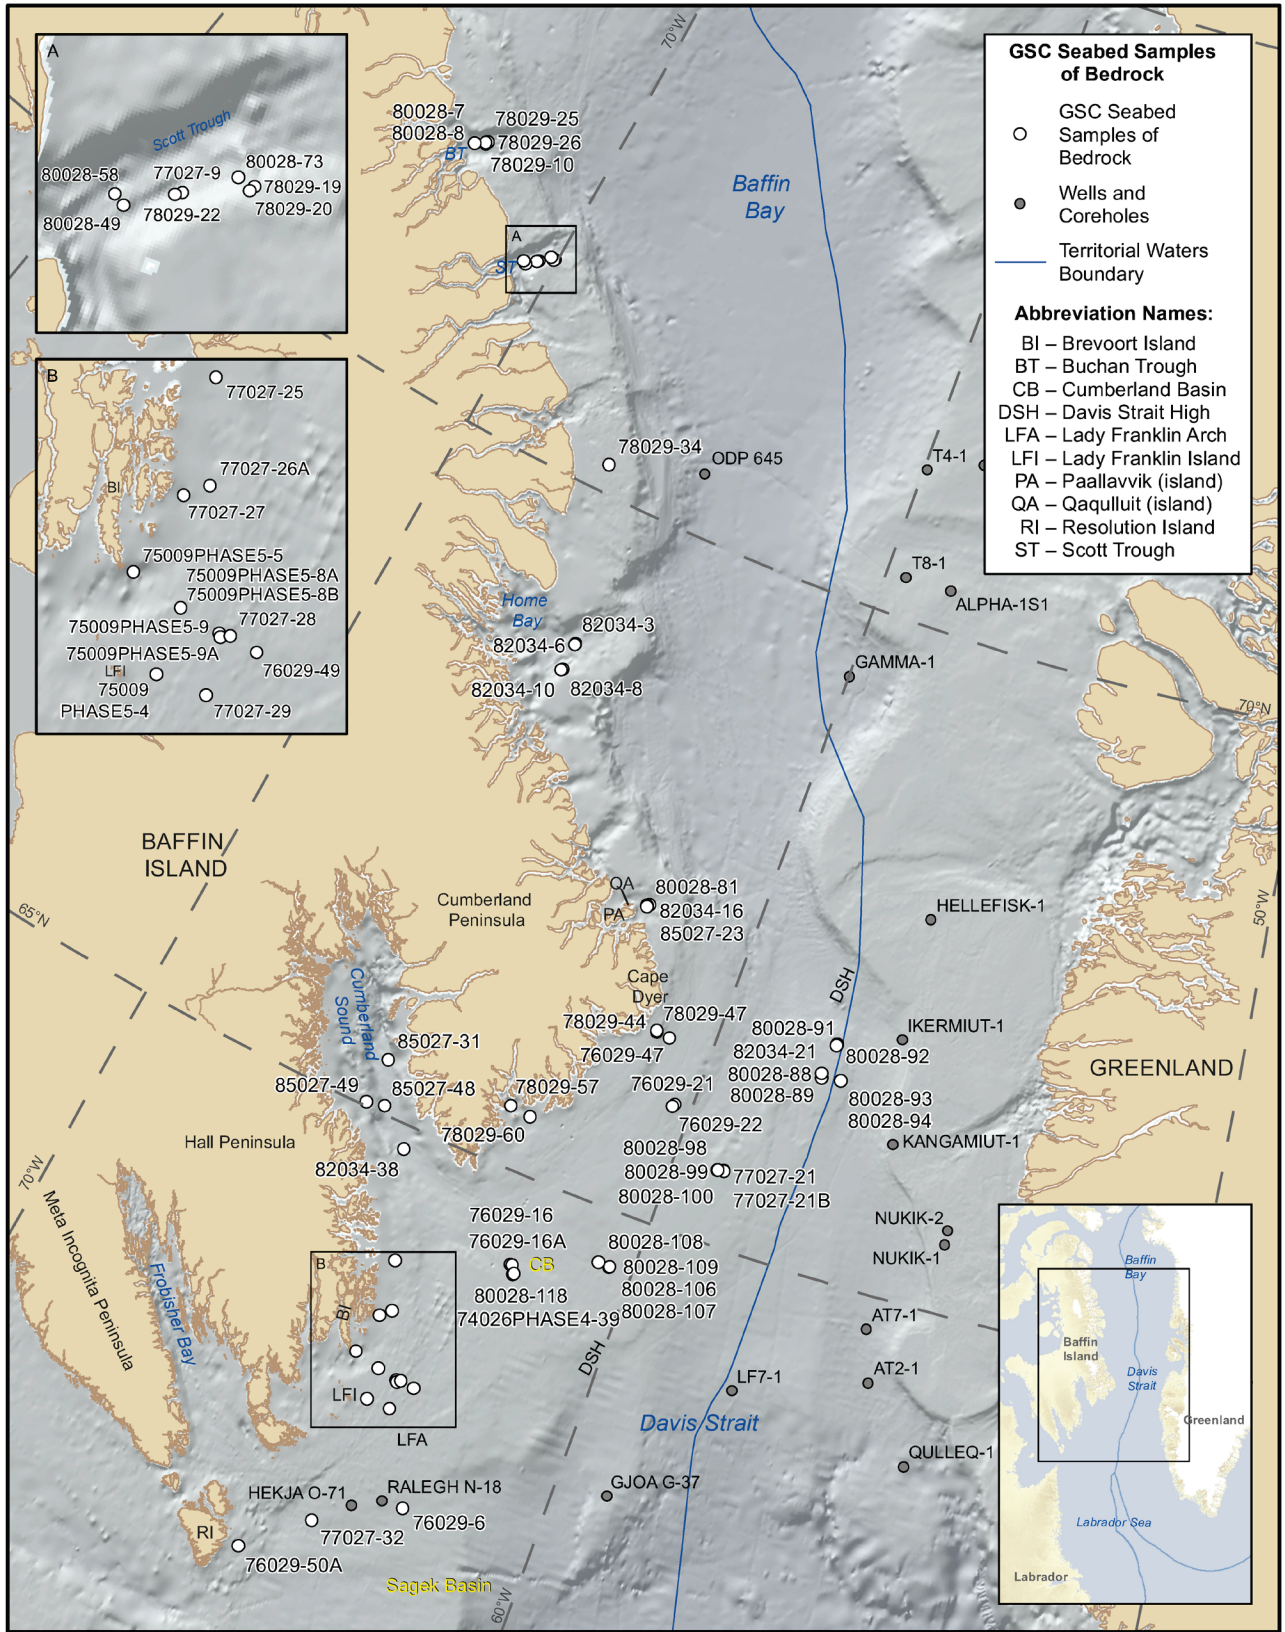 A
Scott Trough
80028-58
77027-9
80028-73
78029-19
78029-22
78029-20
80028-49
B
77027-25
77027-26A
BI
77027-27
75009PHASE5-5
75009PHASE5-8A
75009PHASE5-8B
75009PHASE5-9
77027-28
75009PHASE5-9A
LFI
76029-49
75009
PHASE5-4
77027-29
70°W
80028-7
80028-8
78029-25
78029-26
78029-10
BT
Baffin
Bay
A
ST
78029-34
ODP 645
T4-1
T8-1
ALPHA-1S1
Home
Bay
82034-3
82034-6
82034-10
82034-8
GAMMA-1
70°N
BAFFIN
ISLAND
Cumberland
Peninsula
QA
PA
80028-81
82034-16
85027-23
HELLEFISK-1
50°W
65°N
Cape
Dyer
Cumberland
Sound
DSH
78029-44
78029-47
76029-47
80028-91
82034-21
80028-88
80028-89
80028-92
80028-93
80028-94
IKERMIUT-1
GREENLAND
85027-31
85027-49
85027-48
78029-57
78029-60
76029-21
76029-22
KANGAMIUT-1
Hall Peninsula
82034-38
80028-98
80028-99
80028-100
77027-21
77027-21B
70°W
Meta Incognita Peninsula
Frobisher Bay
76029-16
76029-16A
CB
80028-118
74026PHASE4-39
80028-108
80028-109
80028-106
80028-107
NUKIK-2
NUKIK-1
B
BI
LFI
LFA
DSH
AT7-1
AT2-1
LF7-1
Davis Strait
QULLEQ-1
GJOA G-37
HEKJA O-71
RALEGH N-18
76029-6
77027-32
RI
76029-50A
Sagek Basin
60°W
GSC Seabed Samples
of Bedrock
GSC Seabed
Samples of
Bedrock
Wells and
Coreholes
Territorial Waters
Boundary
Abbreviation Names:
BI – Brevoort Island
BT – Buchan Trough
CB – Cumberland Basin
DSH – Davis Strait High
LFA – Lady Franklin Arch
LFI – Lady Franklin Island
PA – Paallavvik (island)
QA – Qaqulluit (island)
RI – Resolution Island
ST – Scott Trough
Baffin
Bay
Baffin
Island
Davis
Strait
Greenland
Labrador Sea
Labrador